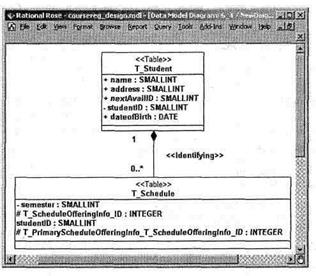 Rational Rose - coursereg_design.mdl - [Data Model Diagram:
File Edit View Format Browse Report Query Tools Add-Ins Window Help
<<Table>>
T_Student
+ name : SMALLINT
+ address : SMALLINT
+ nextAvailID : SMALLINT
- studentID : SMALLINT
+ dateofBirth : DATE
1
<<Identifying>>
0..*
<<Table>>
T_Schedule
- semester : SMALLINT
# T_ScheduleOfferingInfo_ID : INTEGER
studentID : SMALLINT
# T_PrimaryScheduleOfferingInfo_T_ScheduleOfferingInfo_ID : INTEGER